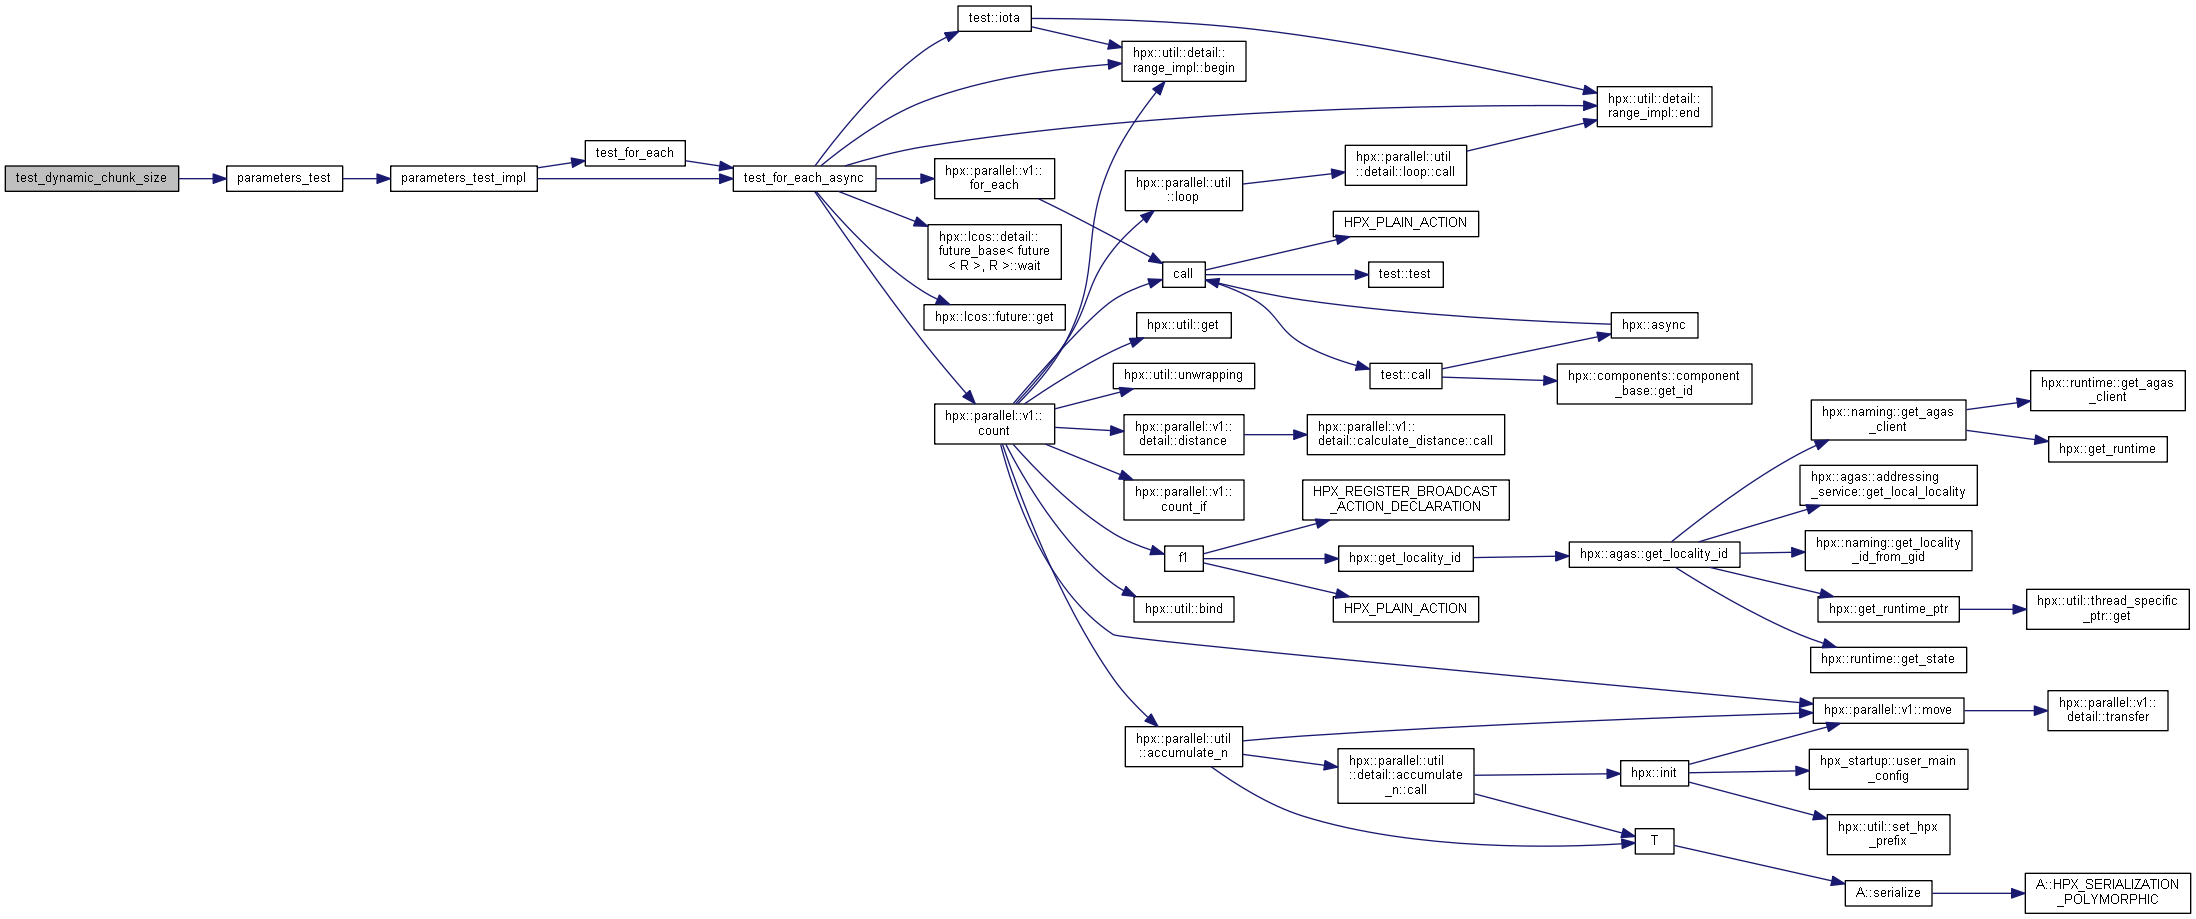 test::iota
hpx::util::detail::
range_impl::begin
hpx::util::detail::
range_impl::end
test_for_each
test_dynamic_chunk_size
parameters_test
parameters_test_impl
test_for_each_async
hpx::parallel::v1::
for_each
hpx::parallel::util
::loop
hpx::parallel::util
::detail::loop::call
HPX_PLAIN_ACTION
hpx::lcos::detail::
future_base< future
< R >, R >::wait
call
test::test
hpx::lcos::future::get
hpx::util::get
hpx::async
hpx::util::unwrapping
test::call
hpx::components::component
_base::get_id
hpx::parallel::v1::
count
hpx::parallel::v1::
detail::distance
hpx::parallel::v1::
detail::calculate_distance::call
hpx::naming::get_agas
_client
hpx::runtime::get_agas
_client
hpx::get_runtime
hpx::parallel::v1::
count_if
HPX_REGISTER_BROADCAST
_ACTION_DECLARATION
hpx::agas::addressing
_service::get_local_locality
f1
hpx::get_locality_id
hpx::agas::get_locality_id
hpx::naming::get_locality
_id_from_gid
hpx::util::bind
HPX_PLAIN_ACTION
hpx::get_runtime_ptr
hpx::util::thread_specific
_ptr::get
hpx::runtime::get_state
hpx::parallel::v1::move
hpx::parallel::v1::
detail::transfer
hpx::parallel::util
::accumulate_n
hpx::parallel::util
::detail::accumulate
_n::call
hpx::init
hpx_startup::user_main
_config
hpx::util::set_hpx
_prefix
T
A::serialize
A::HPX_SERIALIZATION
_POLYMORPHIC